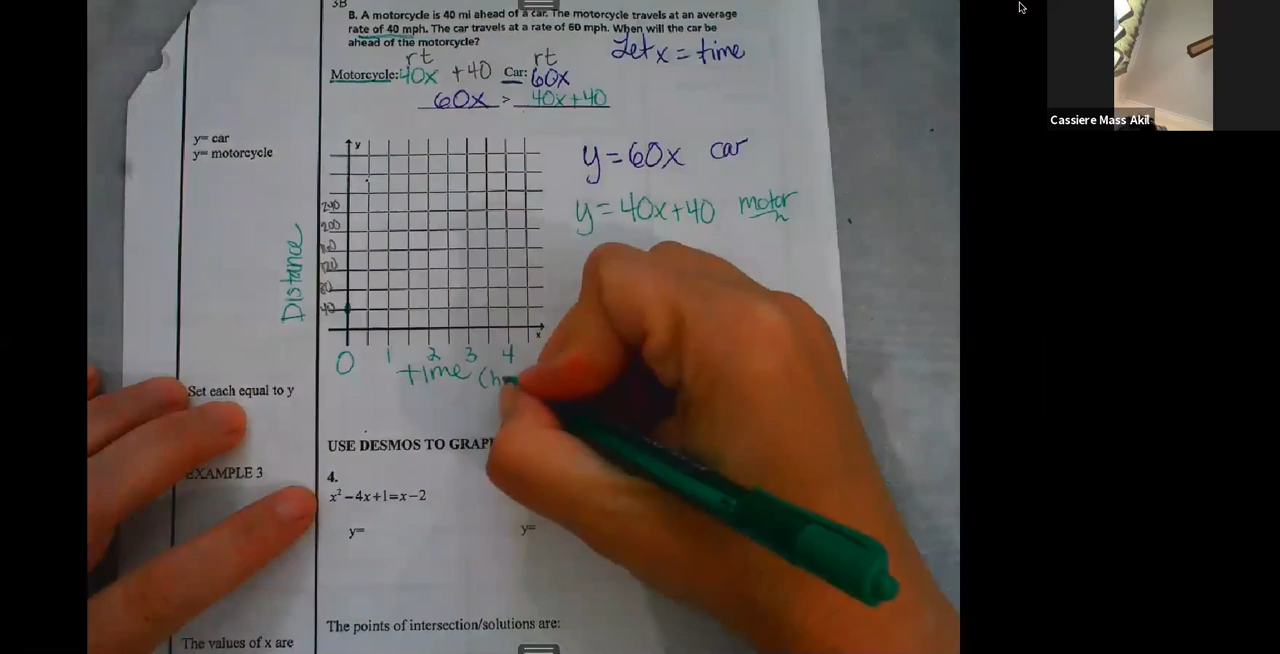 3B
B. A motorcycle is 40 mi ahead of a car. The motorcycle travels at an average
rate of 40 mph. The car travels at a rate of 60 mph. When will the car be
ahead of the motorcycle?
Let x = time
rt rt
Motorcycle: 40x + 40 Car: 60x
60x > 40x+40
y= car
y= motorcycle
y
y=60x car
y= 40x+40 motor
240
200
120
80
40
Distance
x
0 1 2 3 4
time (h
Set each equal to y
USE DESMOS TO GRAP
EXAMPLE 3
4.
x² – 4x+1=x–2
y= y=
The points of intersection/solutions are:
The values of x are
Cassiere Mass Akil